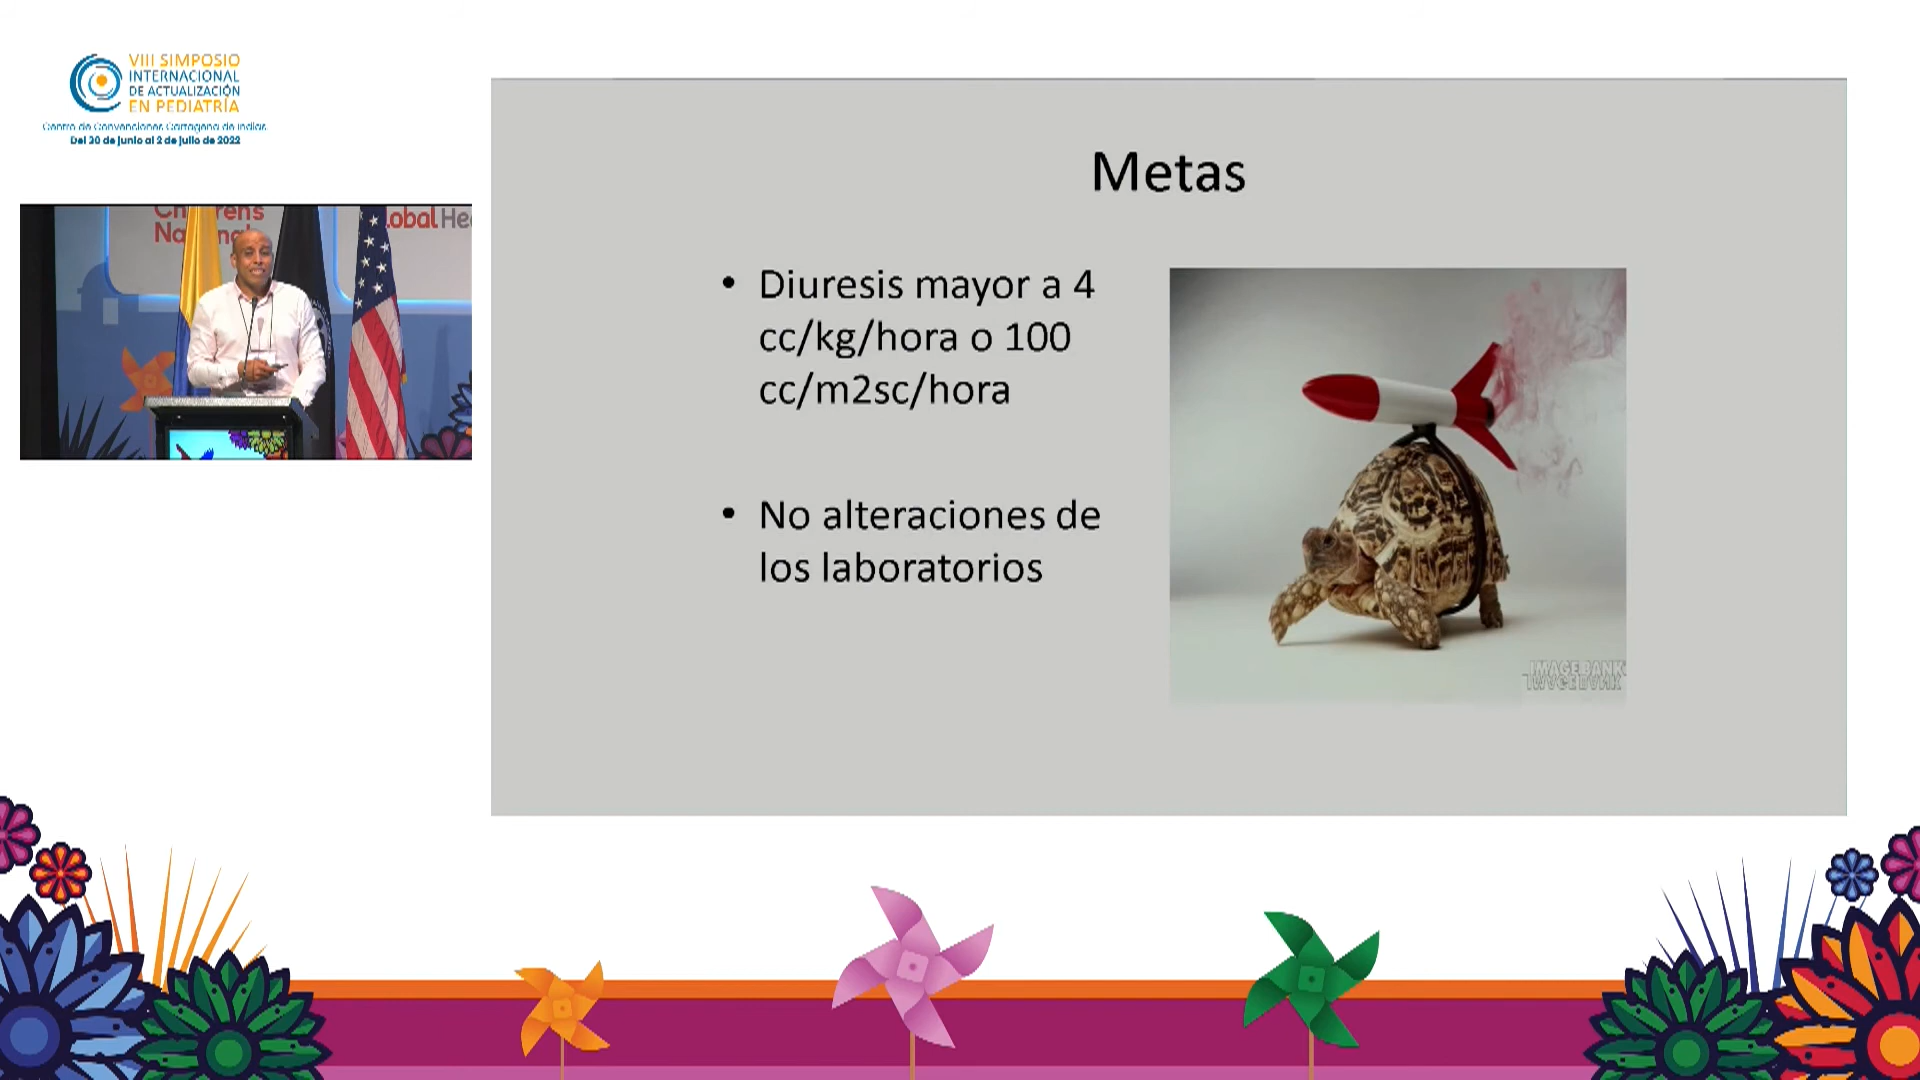 VIII SIMPOSIO
INTERNACIONAL
DE ACTUALIZACIÓN
EN PEDIATRÍA
Centro de Convenciones Cartagena de Indias
Del 30 de junio al 2 de julio de 2022
Metas
• Diuresis mayor a 4
cc/kg/hora o 100
cc/m2sc/hora
• No alteraciones de
los laboratorios
IMAGEBANK